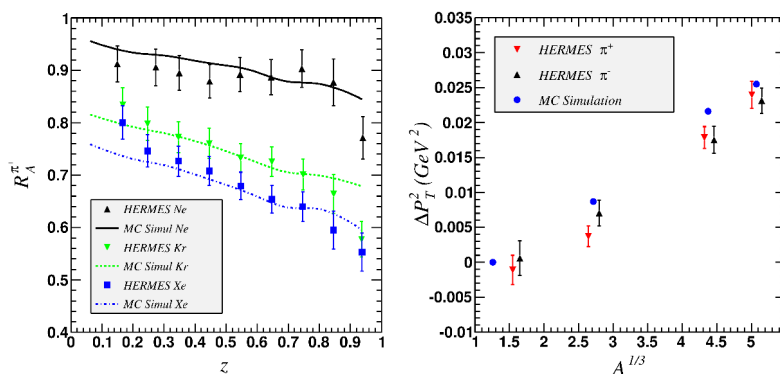 1
0.9
0.8
0.7
0.6
0.5
0.4
R_A^π
HERMES Ne
MC Simul Ne
HERMES Kr
MC Simul Kr
HERMES Xe
MC Simul Xe
0 0.1 0.2 0.3 0.4 0.5 0.6 0.7 0.8 0.9 1
z
0.04
0.035
0.03
0.025
0.02
0.015
0.01
0.005
0
-0.005
-0.01
ΔP_T^2 (GeV^2)
HERMES π^+
HERMES π^-
MC Simulation
1 1.5 2 2.5 3 3.5 4 4.5 5
A^{1/3}